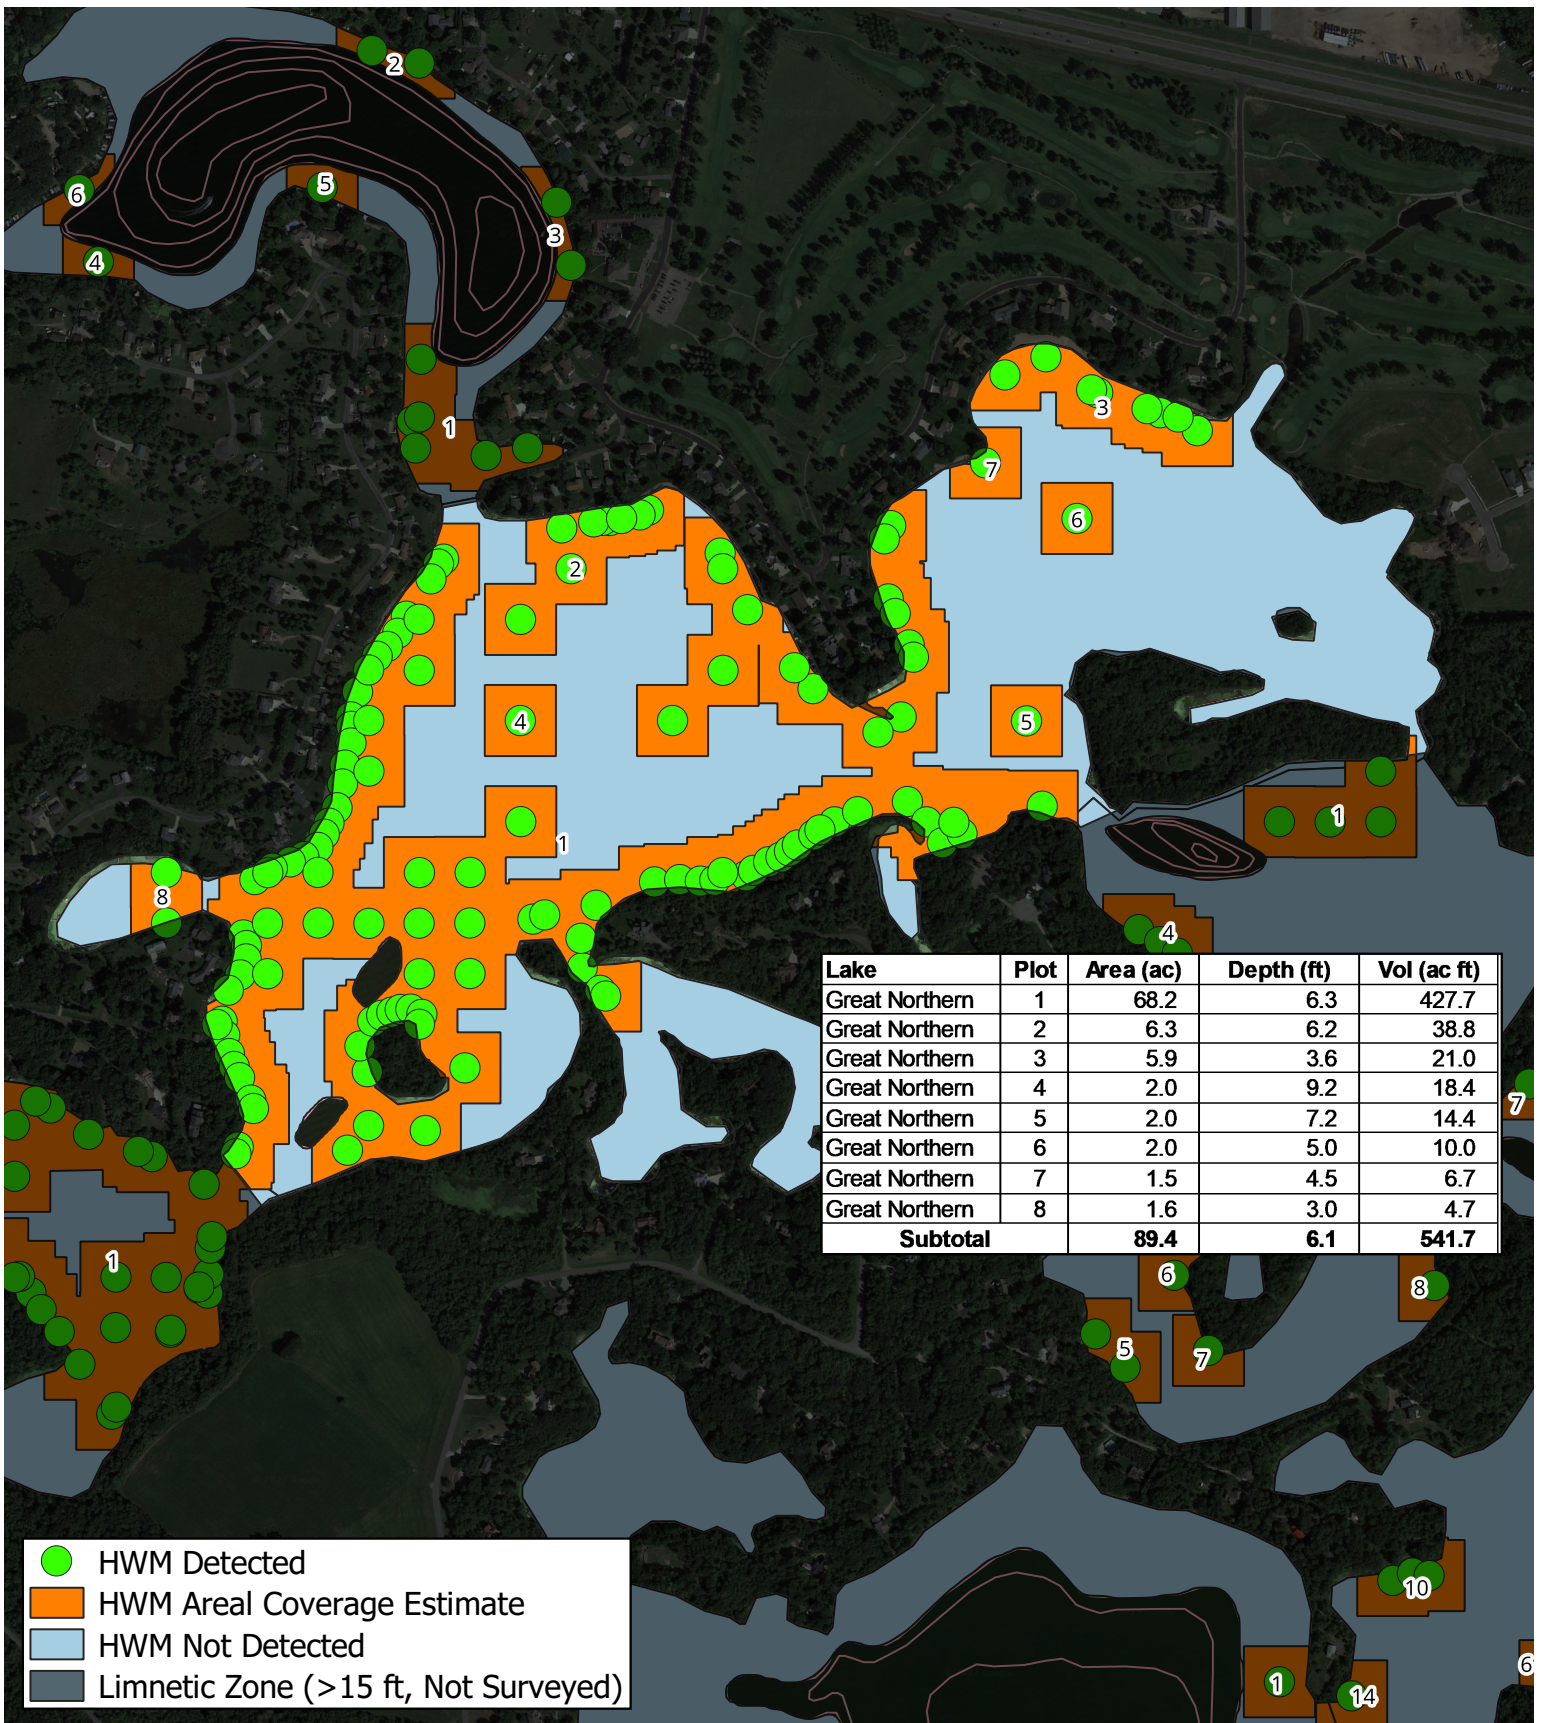 2
6
5
3
4
1
3
7
6
2
4
5
1
1
8
4
Lake Plot Area (ac) Depth (ft) Vol (ac ft)
Great Northern 1 68.2 6.3 427.7
Great Northern 2 6.3 6.2 38.8
Great Northern 3 5.9 3.6 21.0
Great Northern 4 2.0 9.2 18.4
Great Northern 5 2.0 7.2 14.4
Great Northern 6 2.0 5.0 10.0
Great Northern 7 1.5 4.5 6.7
Great Northern 8 1.6 3.0 4.7
Subtotal 89.4 6.1 541.7
7
1
6
8
5
7
10
6
1
14
HWM Detected
HWM Areal Coverage Estimate
HWM Not Detected
Limnetic Zone (>15 ft, Not Surveyed)